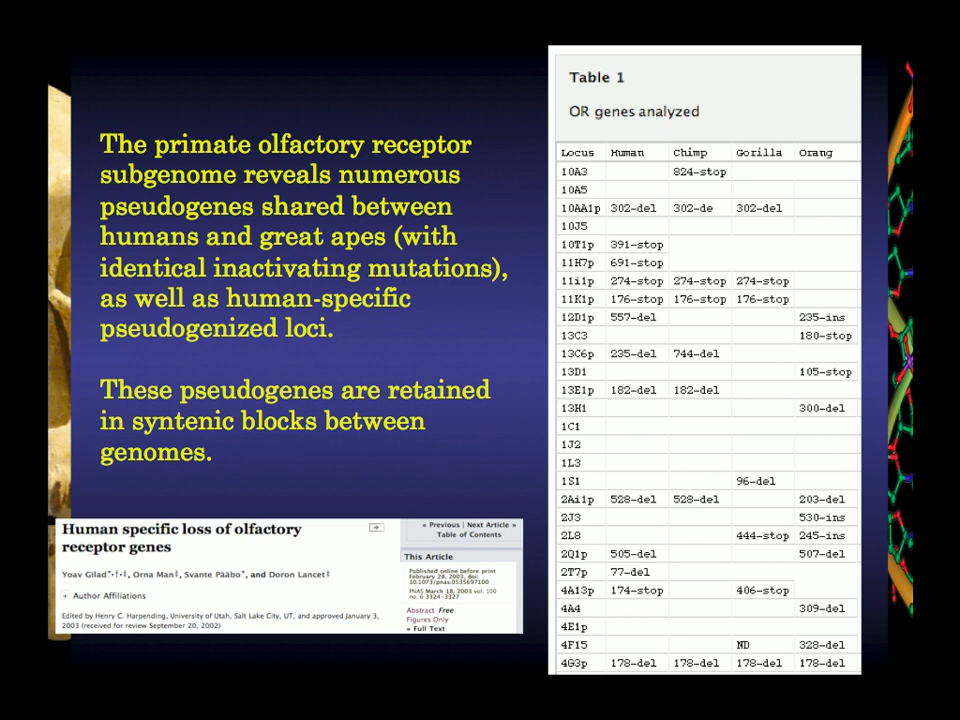 The primate olfactory receptor
subgenome reveals numerous
pseudogenes shared between
humans and great apes (with
identical inactivating mutations),
as well as human-specific
pseudogenized loci.
These pseudogenes are retained
in syntenic blocks between
genomes.
Human specific loss of olfactory
receptor genes
Yoav Gilad*,†,‡, Orna Man‡, Svante Pääbo*, and Doron Lancet‡
+ Author Affiliations
Edited by Henry C. Harpending, University of Utah, Salt Lake City, UT, and approved January 3,
2003 (received for review September 20, 2002)
« Previous | Next Article »
Table of Contents
This Article
Published online before print
February 28, 2003, doi:
10.1073/pnas.0535697100
PNAS March 18, 2003 vol. 100
no. 6 3324-3327
Abstract Free
Figures Only
» Full Text
Table 1
OR genes analyzed
Locus Human Chimp Gorilla Orang
10A3 824-stop
10A5
10AA1p 302-del 302-de 302-del
10J5
10T1p 391-stop
11H7p 691-stop
11i1p 274-stop 274-stop 274-stop
11K1p 176-stop 176-stop 176-stop
12D1p 557-del 235-ins
13C3 180-stop
13C6p 235-del 744-del
13D1 105-stop
13E1p 182-del 182-del
13H1 300-del
1C1
1J2
1L3
1S1 96-del
2Ai1p 528-del 528-del 203-del
2J3 530-ins
2L8 444-stop 245-ins
2Q1p 505-del 507-del
2T7p 77-del
4A13p 174-stop 406-stop
4A4 309-del
4E1p
4F15 ND 328-del
4G3p 178-del 178-del 178-del 178-del